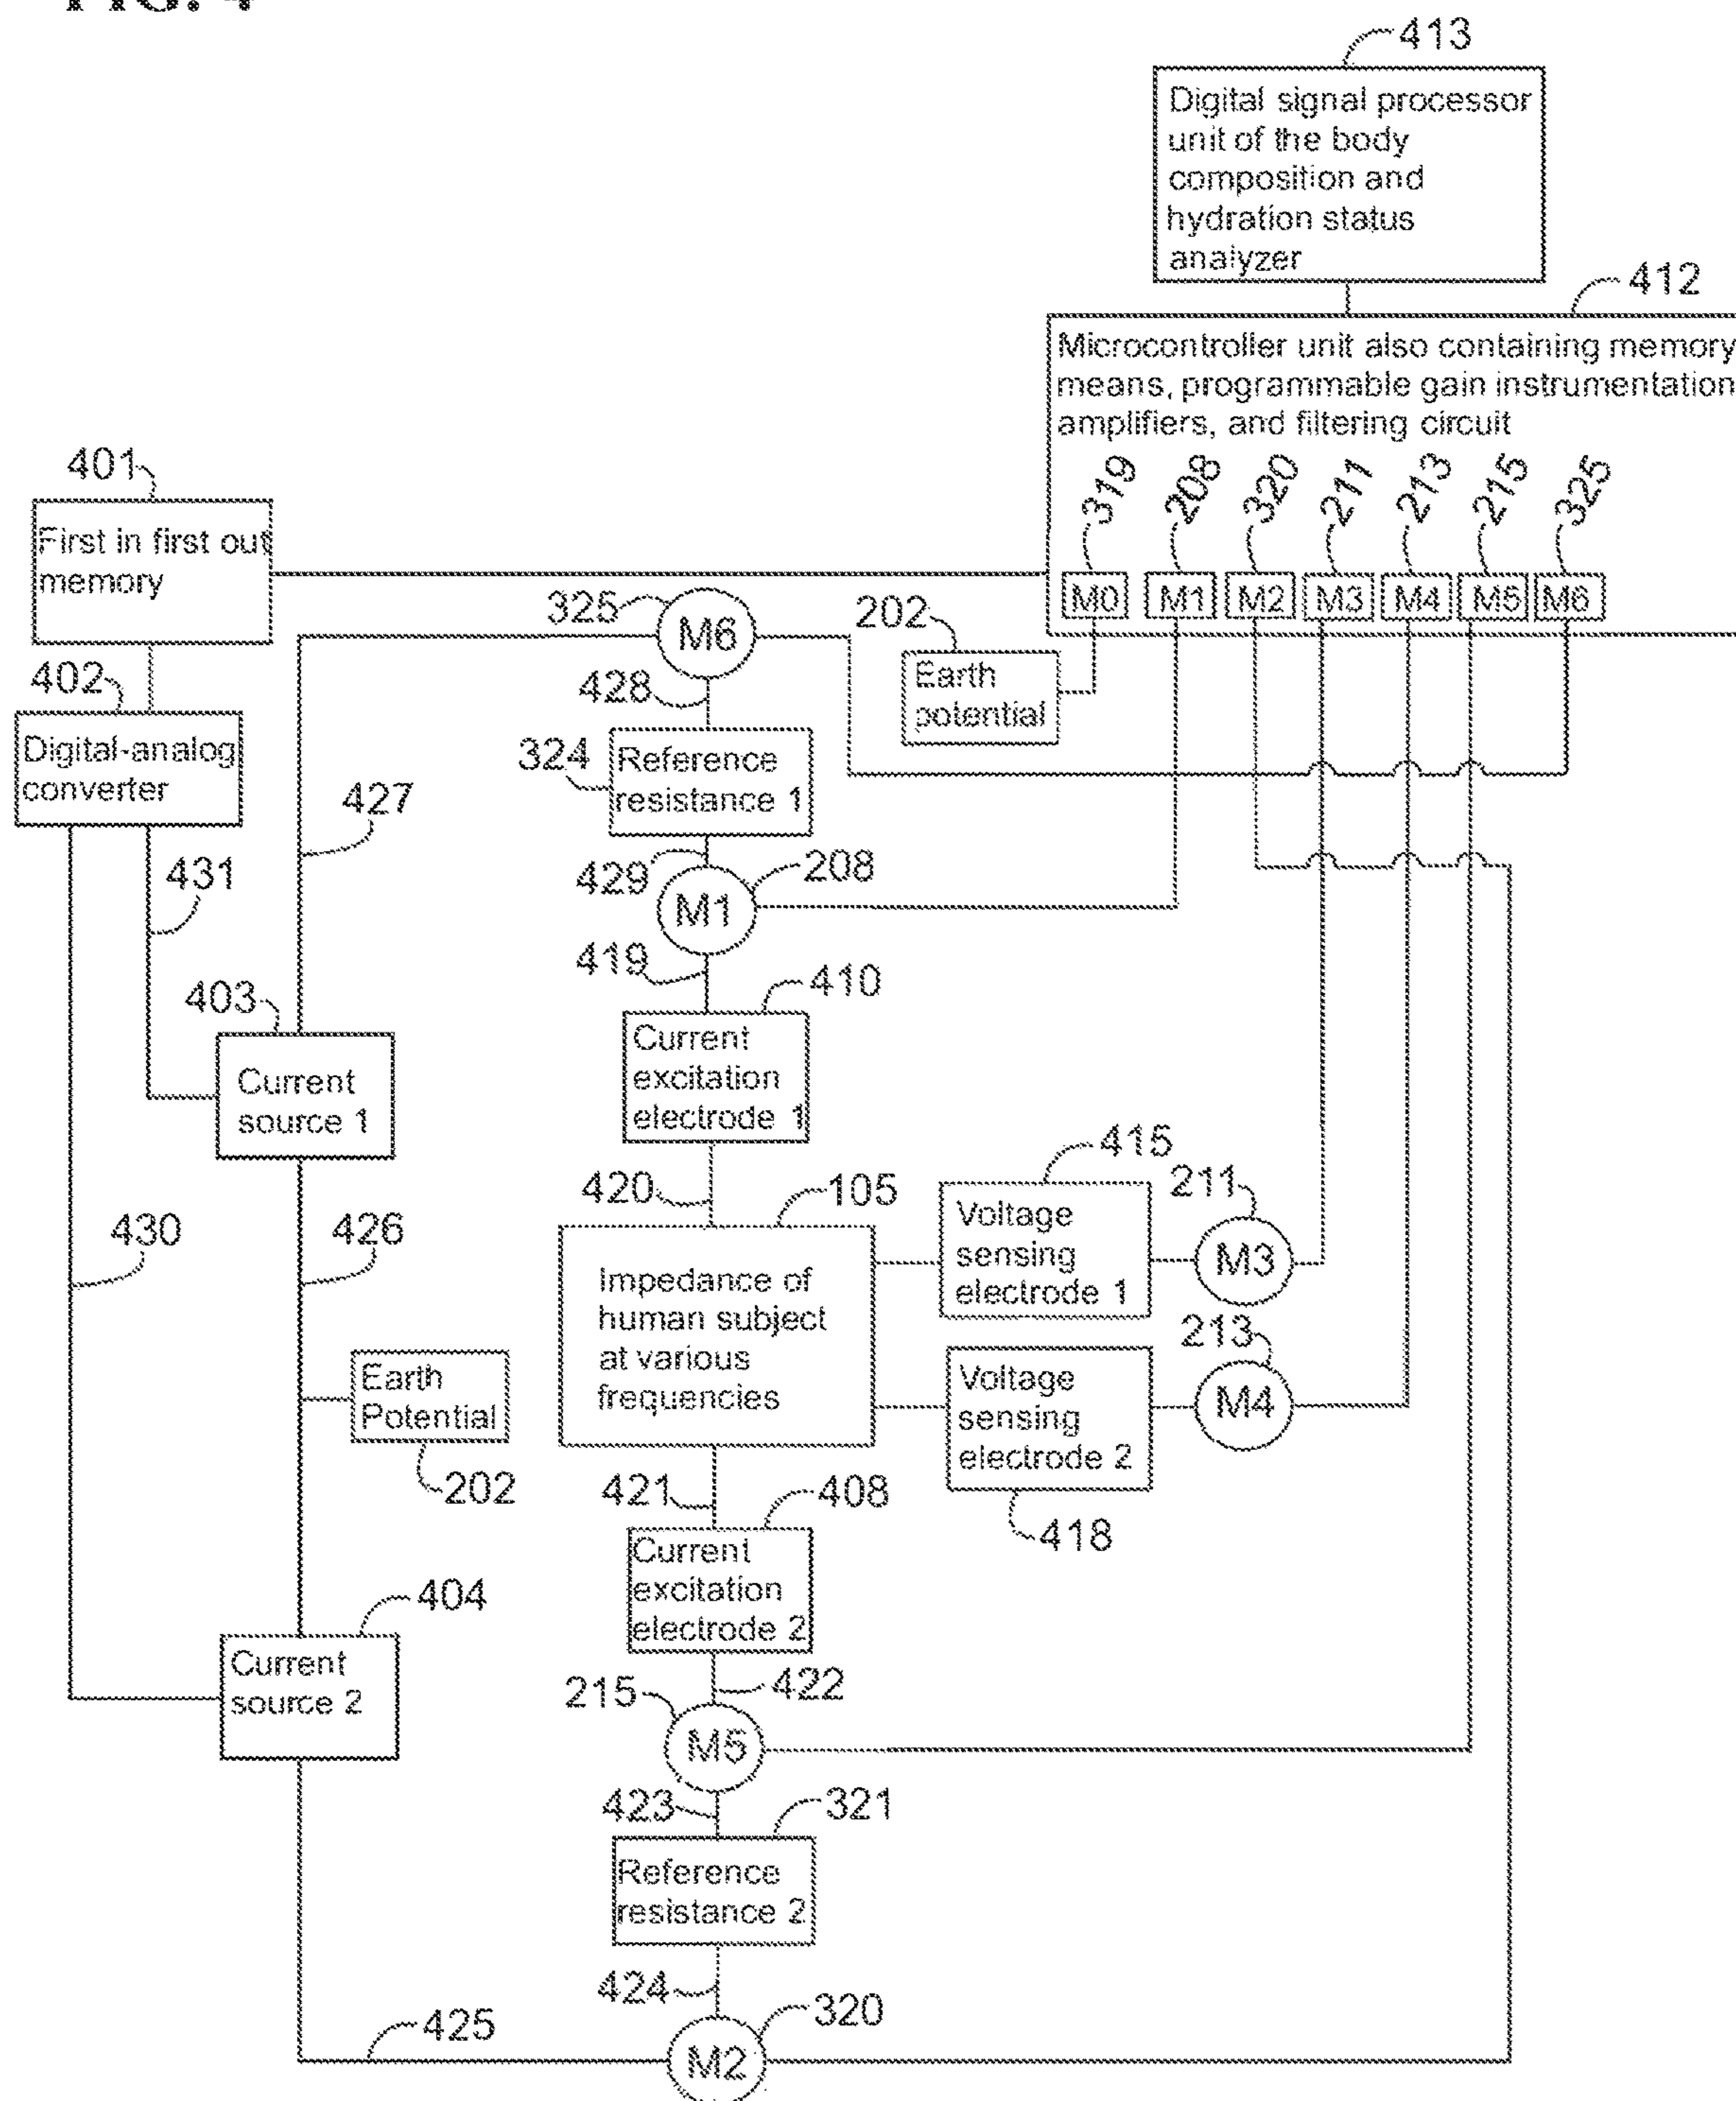 FIG. 4
413
Digital signal processor
unit of the body
composition and
hydration status
analyzer
412
Microcontroller unit also containing memory
means, programmable gain instrumentation
amplifiers, and filtering circuit
319
208
320
211
213
215
325
M0
M1
M2
M3
M4
M5
M6
401
First in first out
memory
402
Digital-analog
converter
325
M6
428
202
Earth
potential
324
Reference
resistance 1
427
431
429
208
M1
419
410
Current
excitation
electrode 1
403
Current
source 1
420
105
Impedance of
human subject
at various
frequencies
415
Voltage
sensing
electrode 1
211
M3
213
Voltage
sensing
electrode 2
M4
418
430
426
Earth
Potential
202
421
408
Current
excitation
electrode 2
404
Current
source 2
422
215
M5
423
321
Reference
resistance 2
424
320
425
M2